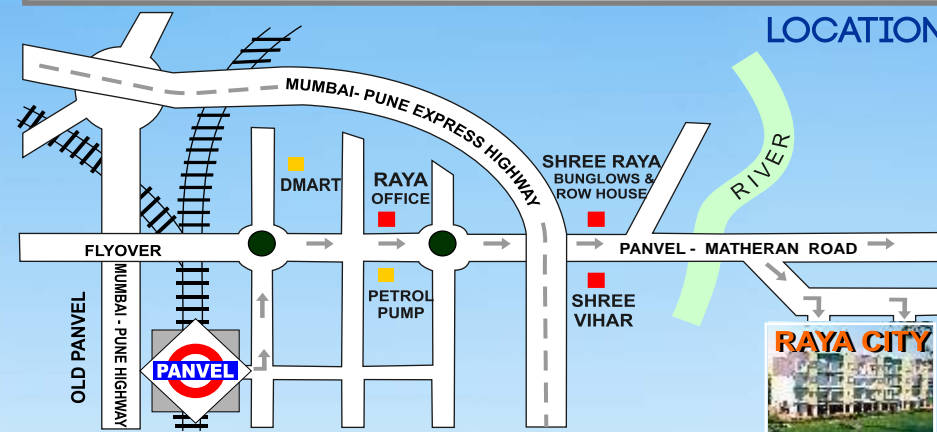 LOCATION
MUMBAI- PUNE EXPRESS HIGHWAY
DMART
RAYA
OFFICE
SHREE RAYA
BUNGLOWS &
ROW HOUSE
RIVER
FLYOVER
PANVEL - MATHERAN ROAD
PETROL
PUMP
SHREE
VIHAR
OLD PANVEL
MUMBAI - PUNE HIGHWAY
PANVEL
RAYA CITY